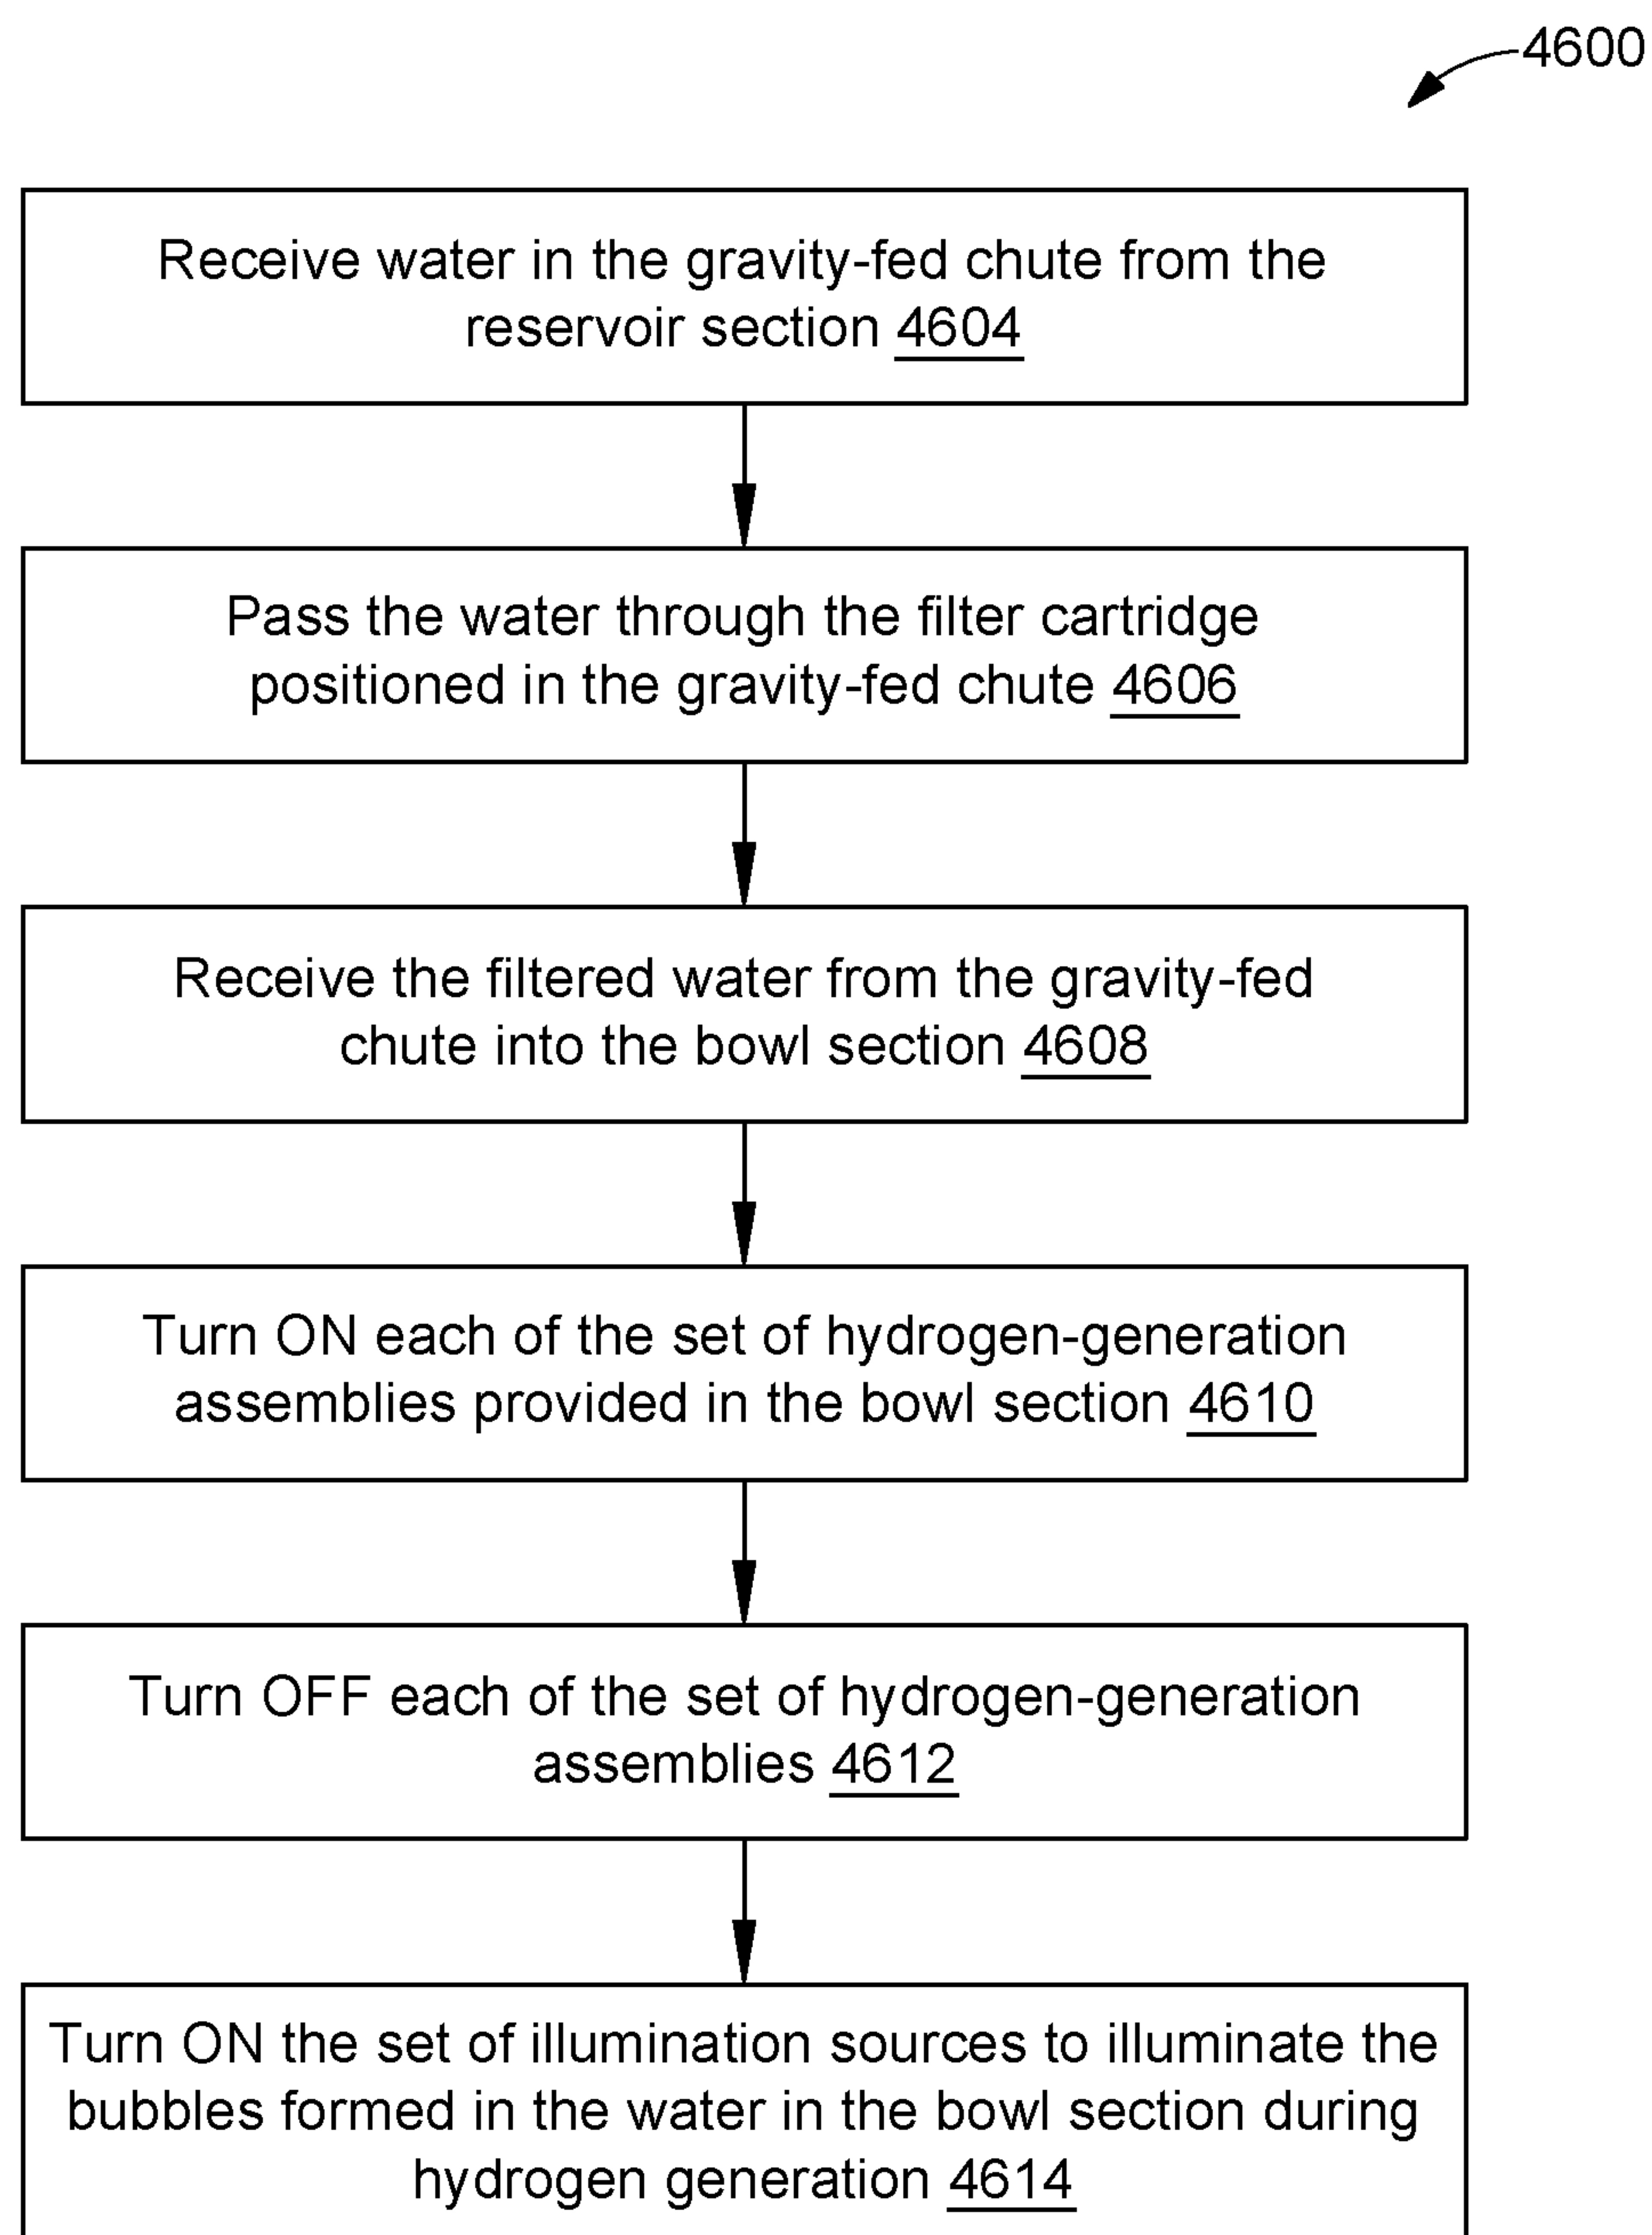 4600
Receive water in the gravity-fed chute from the
reservoir section 4604
Pass the water through the filter cartridge
positioned in the gravity-fed chute 4606
Receive the filtered water from the gravity-fed
chute into the bowl section 4608
Turn ON each of the set of hydrogen-generation
assemblies provided in the bowl section 4610
Turn OFF each of the set of hydrogen-generation
assemblies 4612
Turn ON the set of illumination sources to illuminate the
bubbles formed in the water in the bowl section during
hydrogen generation 4614